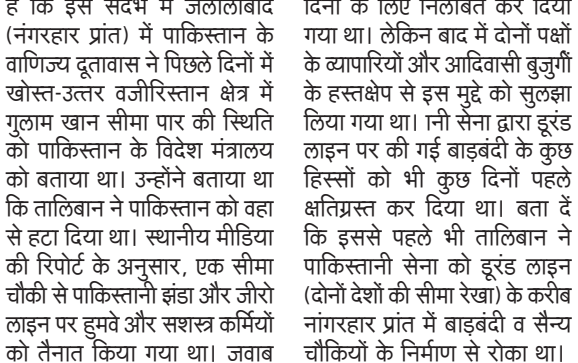 है कि इस संदर्भ में जलालाबाद
(नंगरहार प्रांत) में पाकिस्तान के
वाणिज्य दूतावास ने पिछले दिनों में
खोस्त-उत्तर वजीरिस्तान क्षेत्र में
गुलाम खान सीमा पार की स्थिति
को पाकिस्तान के विदेश मंत्रालय
को बताया था। उन्होंने बताया था
कि तालिबान ने पाकिस्तान को वहा
से हटा दिया था। स्थानीय मीडिया
की रिपोर्ट के अनुसार, एक सीमा
चौकी से पाकिस्तानी झंडा और जीरो
लाइन पर हुमवे और सशस्त्र कर्मियों
को तैनात किया गया था। जवाब
दिनों के लिए निलंबित कर दिया
गया था। लेकिन बाद में दोनों पक्षों
के व्यापारियों और आदिवासी बुजुर्गों
के हस्तक्षेप से इस मुद्दे को सुलझा
लिया गया था। ानी सेना द्वारा डूरंड
लाइन पर की गई बाड़बंदी के कुछ
हिस्सों को भी कुछ दिनों पहले
क्षतिग्रस्त कर दिया था। बता दें
कि इससे पहले भी तालिबान ने
पाकिस्तानी सेना को डूरंड लाइन
(दोनों देशों की सीमा रेखा) के करीब
नांगरहार प्रांत में बाड़बंदी व सैन्य
चौकियों के निर्माण से रोका था।